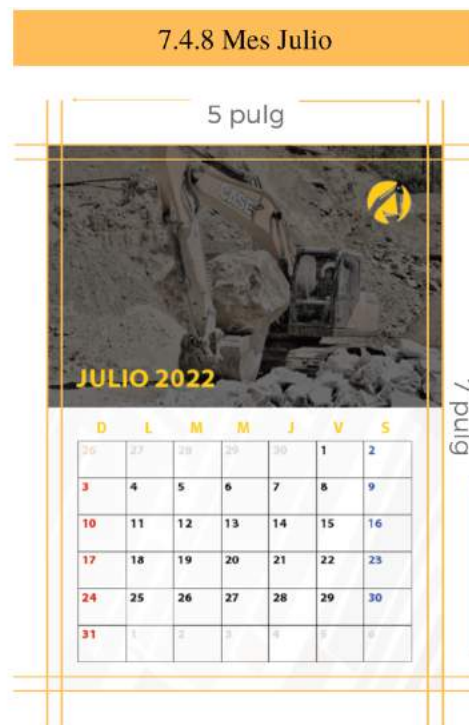 7.4.8 Mes Julio
5 pulg
CASE
JULIO 2022
7 pulg
D L M M J V S
26 27 28 29 30 1 2
3 4 5 6 7 8 9
10 11 12 13 14 15 16
17 18 19 20 21 22 23
24 25 26 27 28 29 30
31 1 2 3 4 5 6